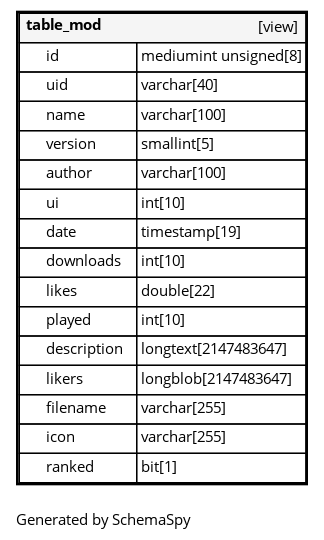 table_mod [view]
id mediumint unsigned[8]
uid varchar[40]
name varchar[100]
version smallint[5]
author varchar[100]
ui int[10]
date timestamp[19]
downloads int[10]
likes double[22]
played int[10]
description longtext[2147483647]
likers longblob[2147483647]
filename varchar[255]
icon varchar[255]
ranked bit[1]
Generated by SchemaSpy